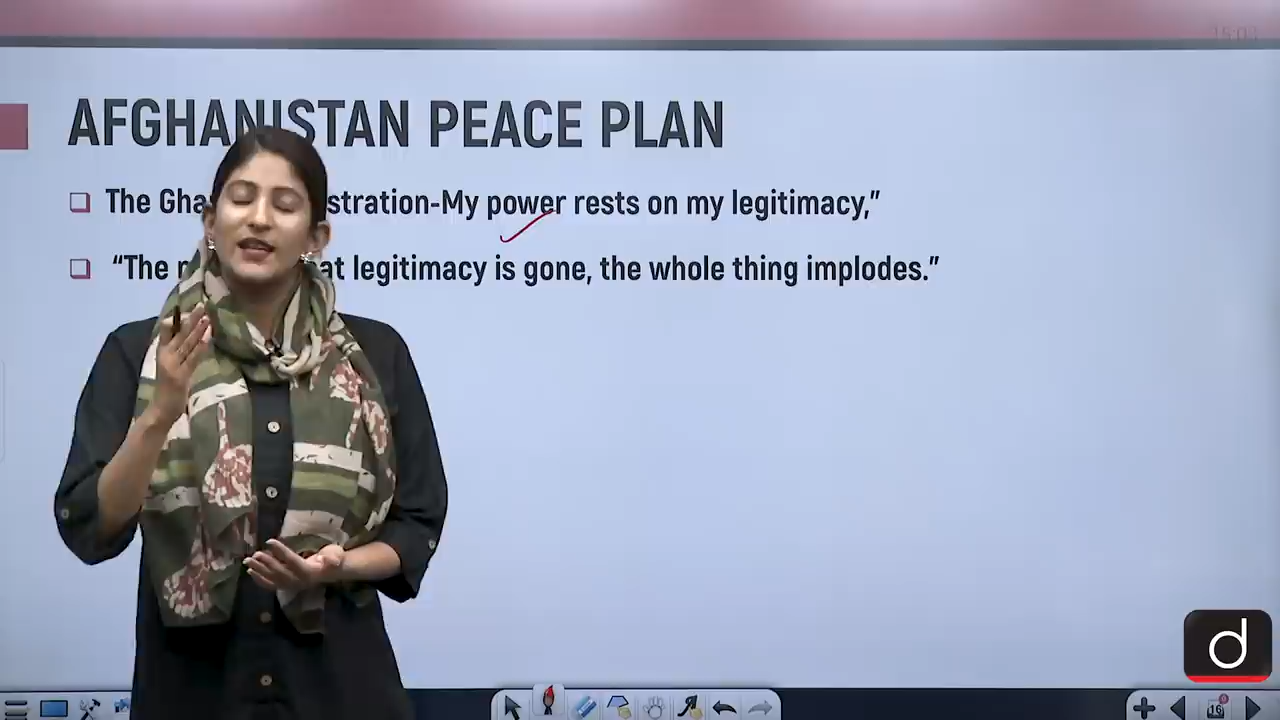 AFGHANISTAN PEACE PLAN
The stration-My power rests on my legitimacy,”
“The at legitimacy is gone, the whole thing implodes.”
d
16